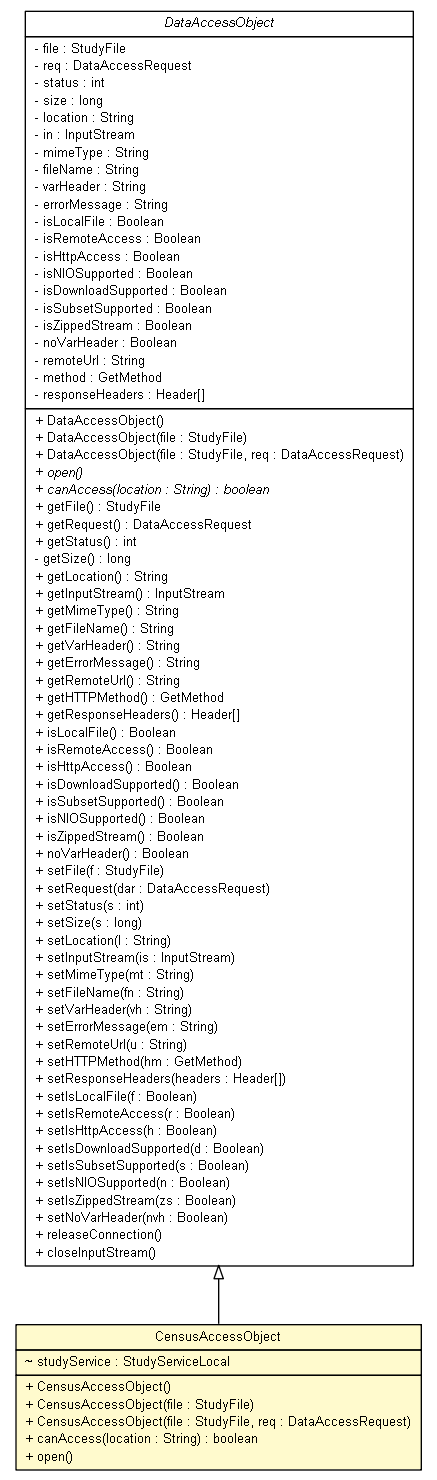 DataAccessObject
- file : StudyFile
- req : DataAccessRequest
- status : int
- size : long
- location : String
- in : InputStream
- mimeType : String
- fileName : String
- varHeader : String
- errorMessage : String
- isLocalFile : Boolean
- isRemoteAccess : Boolean
- isHttpAccess : Boolean
- isNIOSupported : Boolean
- isDownloadSupported : Boolean
- isSubsetSupported : Boolean
- isZippedStream : Boolean
- noVarHeader : Boolean
- remoteUrl : String
- method : GetMethod
- responseHeaders : Header[]
+ DataAccessObject()
+ DataAccessObject(file : StudyFile)
+ DataAccessObject(file : StudyFile, req : DataAccessRequest)
+ open()
+ canAccess(location : String) : boolean
+ getFile() : StudyFile
+ getRequest() : DataAccessRequest
+ getStatus() : int
- getSize() : long
+ getLocation() : String
+ getInputStream() : InputStream
+ getMimeType() : String
+ getFileName() : String
+ getVarHeader() : String
+ getErrorMessage() : String
+ getRemoteUrl() : String
+ getHTTPMethod() : GetMethod
+ getResponseHeaders() : Header[]
+ isLocalFile() : Boolean
+ isRemoteAccess() : Boolean
+ isHttpAccess() : Boolean
+ isDownloadSupported() : Boolean
+ isSubsetSupported() : Boolean
+ isNIOSupported() : Boolean
+ isZippedStream() : Boolean
+ noVarHeader() : Boolean
+ setFile(f : StudyFile)
+ setRequest(dar : DataAccessRequest)
+ setStatus(s : int)
+ setSize(s : long)
+ setLocation(l : String)
+ setInputStream(is : InputStream)
+ setMimeType(mt : String)
+ setFileName(fn : String)
+ setVarHeader(vh : String)
+ setErrorMessage(em : String)
+ setRemoteUrl(u : String)
+ setHTTPMethod(hm : GetMethod)
+ setResponseHeaders(headers : Header[])
+ setIsLocalFile(f : Boolean)
+ setIsRemoteAccess(r : Boolean)
+ setIsHttpAccess(h : Boolean)
+ setIsDownloadSupported(d : Boolean)
+ setIsSubsetSupported(s : Boolean)
+ setIsNIOSupported(n : Boolean)
+ setIsZippedStream(zs : Boolean)
+ setNoVarHeader(nvh : Boolean)
+ releaseConnection()
+ closeInputStream()
CensusAccessObject
~ studyService : StudyServiceLocal
+ CensusAccessObject()
+ CensusAccessObject(file : StudyFile)
+ CensusAccessObject(file : StudyFile, req : DataAccessRequest)
+ canAccess(location : String) : boolean
+ open()